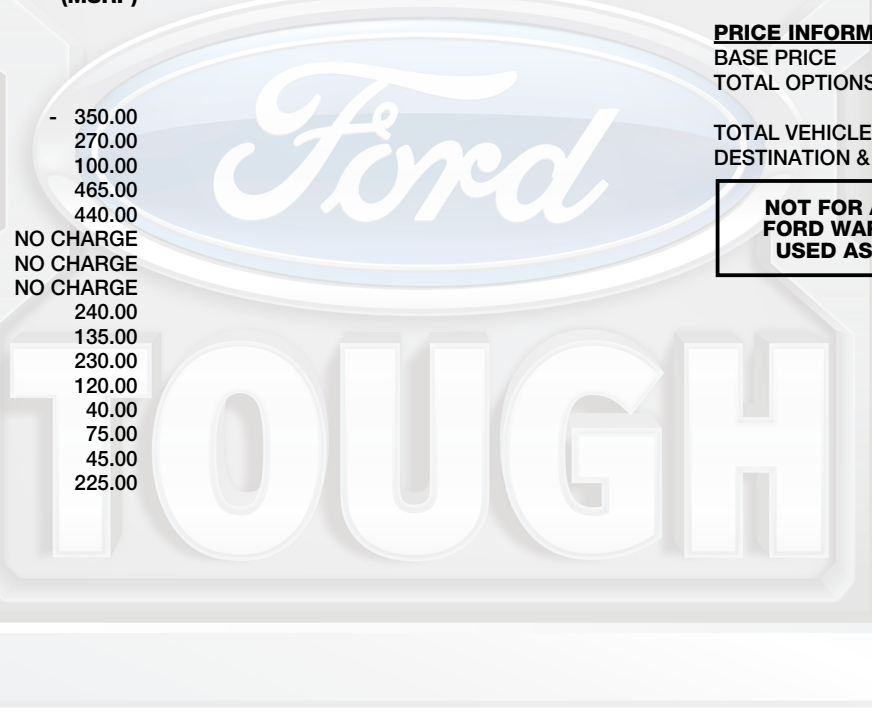 (MSRP)
- 350.00
270.00
100.00
465.00
440.00
NO CHARGE
NO CHARGE
NO CHARGE
240.00
135.00
230.00
120.00
40.00
75.00
45.00
225.00
PRICE INFORM
BASE PRICE
TOTAL OPTIONS
TOTAL VEHICLE
DESTINATION &
NOT FOR
FORD
USED AS
Ford
TOUGH